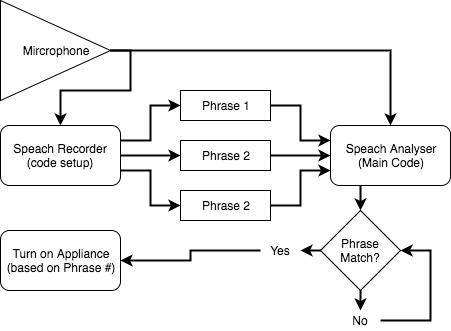 Mircrophone
Phrase 1
Speach Recorder
(code setup)
Phrase 2
Speach Analyser
(Main Code)
Phrase 2
Turn on Appliance
(based on Phrase #)
Yes
Phrase
Match?
No